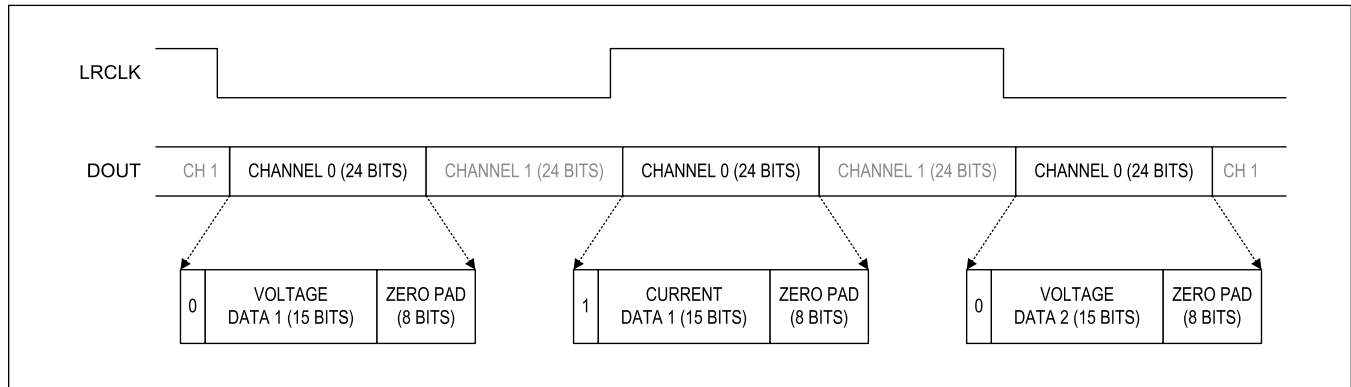 LRCLK
DOUT
CH 1
CHANNEL 0 (24 BITS)
CHANNEL 1 (24 BITS)
CHANNEL 0 (24 BITS)
CHANNEL 1 (24 BITS)
CHANNEL 0 (24 BITS)
CH 1
0
VOLTAGE
DATA 1 (15 BITS)
ZERO PAD
(8 BITS)
1
CURRENT
DATA 1 (15 BITS)
ZERO PAD
(8 BITS)
0
VOLTAGE
DATA 2 (15 BITS)
ZERO PAD
(8 BITS)